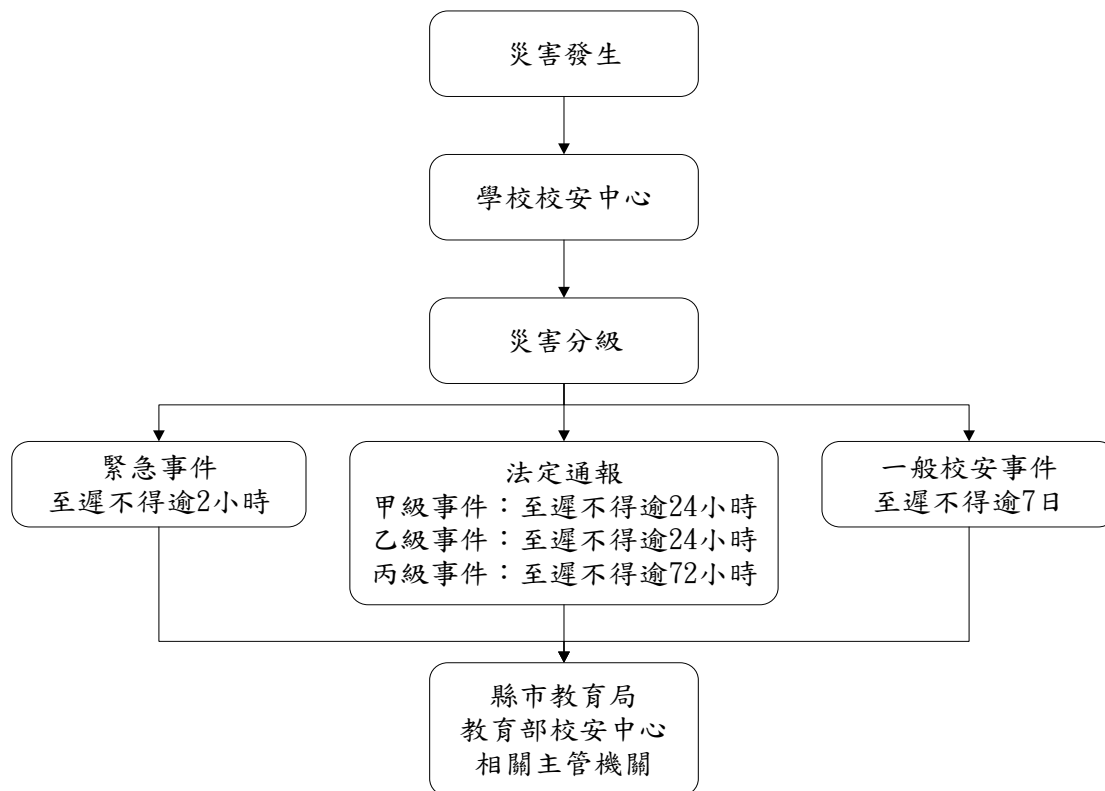 災害發生
學校校安中心
災害分級
緊急事件
至遲不得逾2小時
法定通報
甲級事件：至遲不得逾24小時
乙級事件：至遲不得逾24小時
丙級事件：至遲不得逾72小時
一般校安事件
至遲不得逾7日
縣市教育局
教育部校安中心
相關主管機關